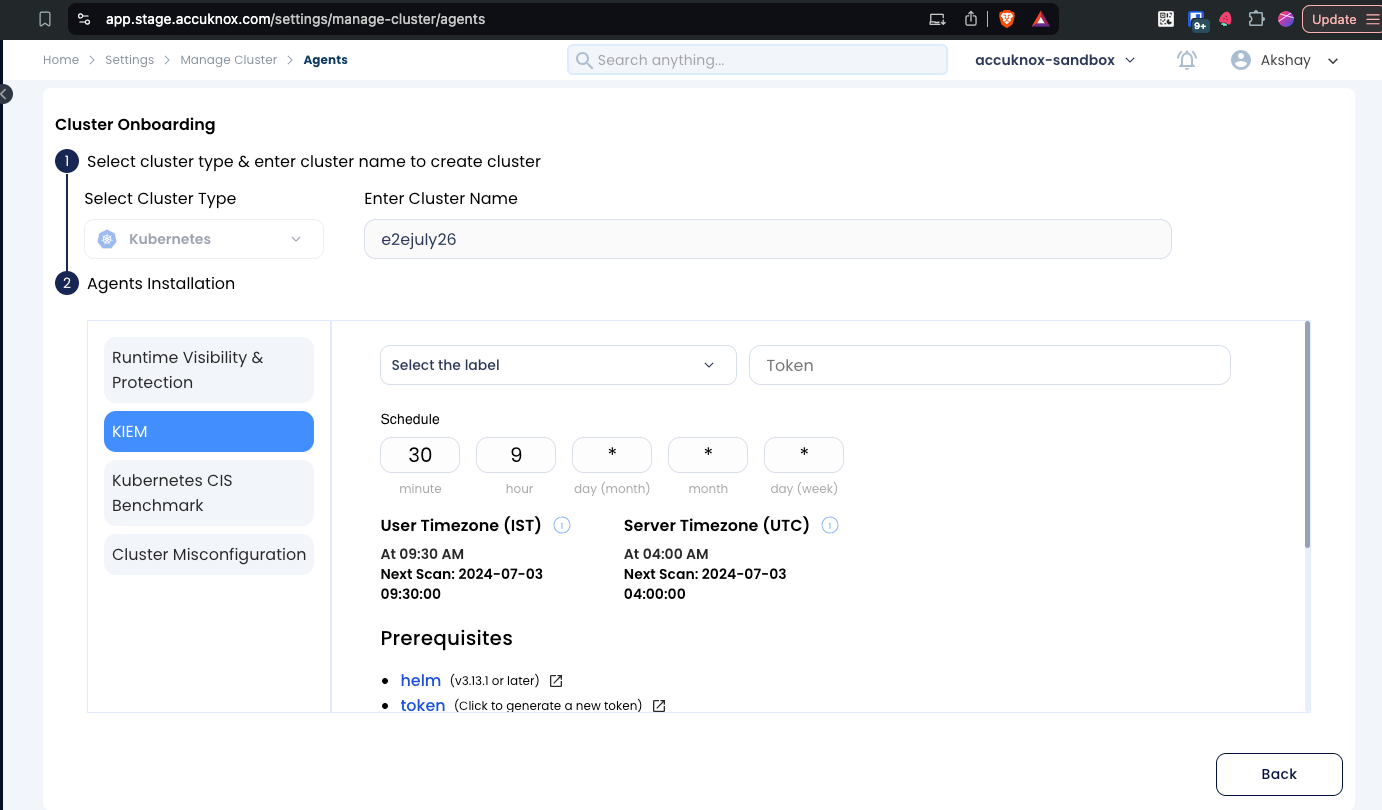 app.stage.accuknox.com/settings/manage-cluster/agents
9+
Update
Home > Settings > Manage Cluster > Agents
Search anything...
accuknox-sandbox
Akshay
Cluster Onboarding
1 Select cluster type & enter cluster name to create cluster
Select Cluster Type
Enter Cluster Name
Kubernetes
e2ejuly26
2 Agents Installation
Runtime Visibility &
Protection
KIEM
Kubernetes CIS
Benchmark
Cluster Misconfiguration
Select the label
Token
Schedule
30 9 * * *
minute hour day (month) month day (week)
User Timezone (IST)
At 09:30 AM
Next Scan: 2024-07-03
09:30:00
Server Timezone (UTC)
At 04:00 AM
Next Scan: 2024-07-03
04:00:00
Prerequisites
• helm (v3.13.1 or later)
• token (Click to generate a new token)
Back